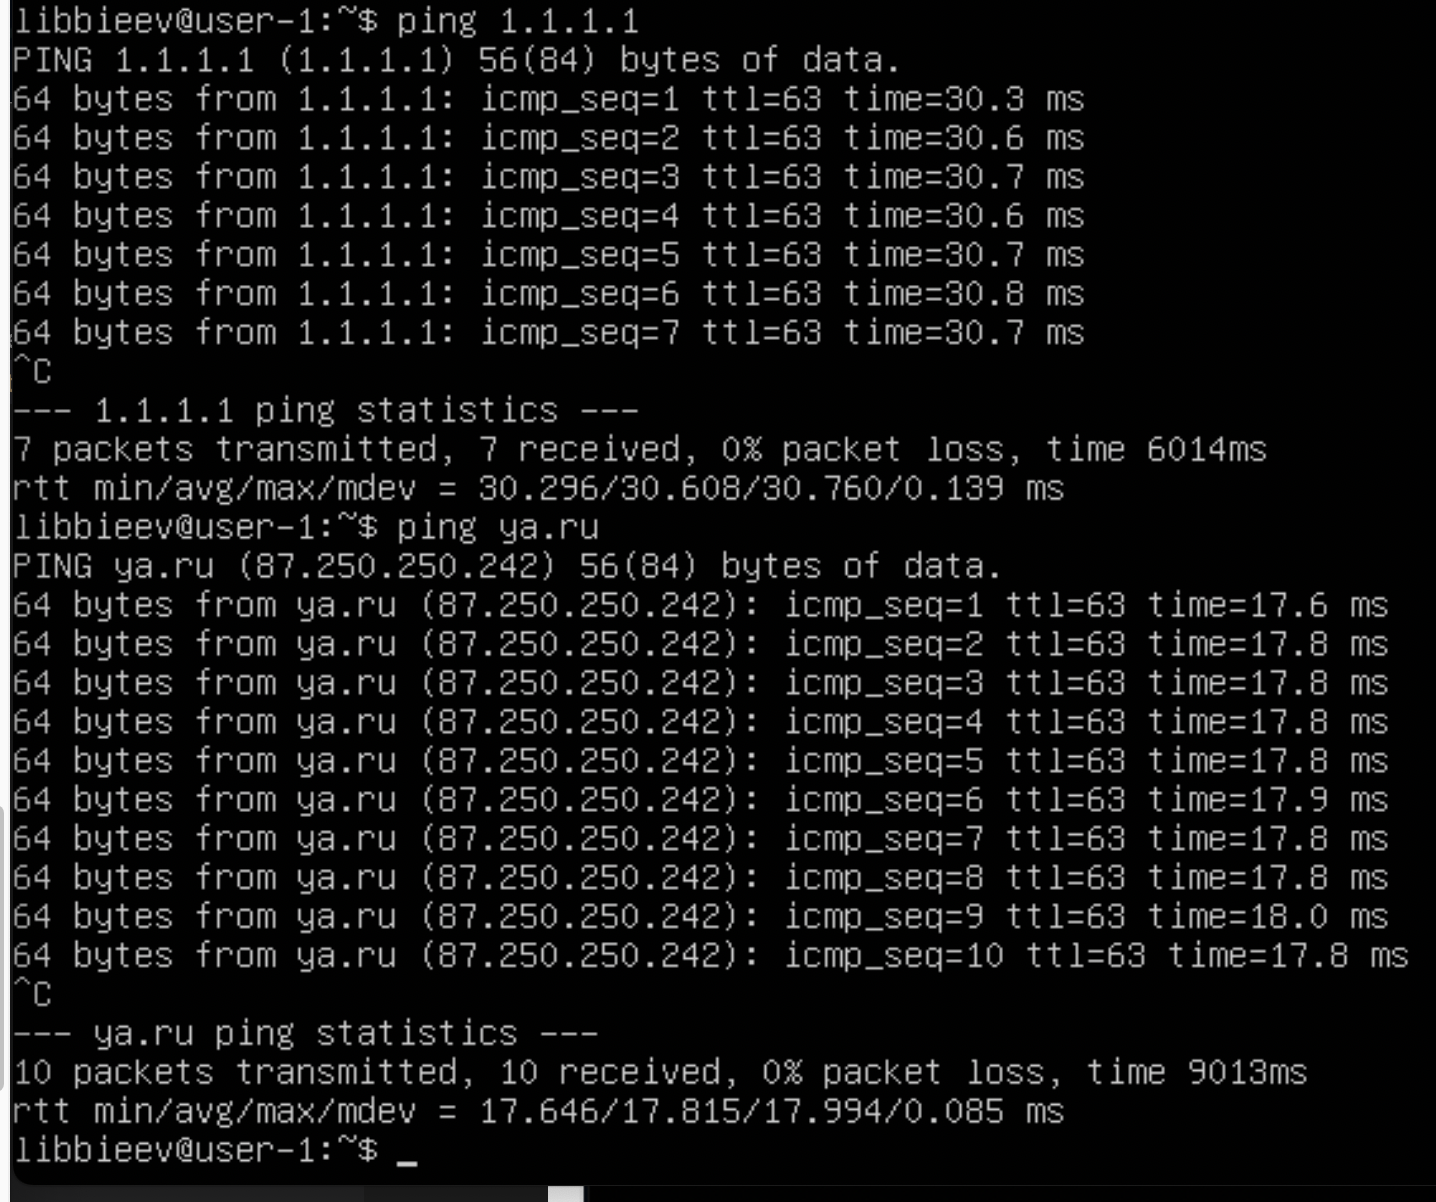 libbieev@user-1:~$ ping 1.1.1.1
PING 1.1.1.1 (1.1.1.1) 56(84) bytes of data.
64 bytes from 1.1.1.1: icmp_seq=1 ttl=63 time=30.3 ms
64 bytes from 1.1.1.1: icmp_seq=2 ttl=63 time=30.6 ms
64 bytes from 1.1.1.1: icmp_seq=3 ttl=63 time=30.7 ms
64 bytes from 1.1.1.1: icmp_seq=4 ttl=63 time=30.6 ms
64 bytes from 1.1.1.1: icmp_seq=5 ttl=63 time=30.7 ms
64 bytes from 1.1.1.1: icmp_seq=6 ttl=63 time=30.8 ms
64 bytes from 1.1.1.1: icmp_seq=7 ttl=63 time=30.7 ms
^C
--- 1.1.1.1 ping statistics ---
7 packets transmitted, 7 received, 0% packet loss, time 6014ms
rtt min/avg/max/mdev = 30.296/30.608/30.760/0.139 ms
libbieev@user-1:~$ ping ya.ru
PING ya.ru (87.250.250.242) 56(84) bytes of data.
64 bytes from ya.ru (87.250.250.242): icmp_seq=1 ttl=63 time=17.6 ms
64 bytes from ya.ru (87.250.250.242): icmp_seq=2 ttl=63 time=17.8 ms
64 bytes from ya.ru (87.250.250.242): icmp_seq=3 ttl=63 time=17.8 ms
64 bytes from ya.ru (87.250.250.242): icmp_seq=4 ttl=63 time=17.8 ms
64 bytes from ya.ru (87.250.250.242): icmp_seq=5 ttl=63 time=17.8 ms
64 bytes from ya.ru (87.250.250.242): icmp_seq=6 ttl=63 time=17.9 ms
64 bytes from ya.ru (87.250.250.242): icmp_seq=7 ttl=63 time=17.8 ms
64 bytes from ya.ru (87.250.250.242): icmp_seq=8 ttl=63 time=17.8 ms
64 bytes from ya.ru (87.250.250.242): icmp_seq=9 ttl=63 time=18.0 ms
64 bytes from ya.ru (87.250.250.242): icmp_seq=10 ttl=63 time=17.8 ms
^C
--- ya.ru ping statistics ---
10 packets transmitted, 10 received, 0% packet loss, time 9013ms
rtt min/avg/max/mdev = 17.646/17.815/17.994/0.085 ms
libbieev@user-1:~$ _